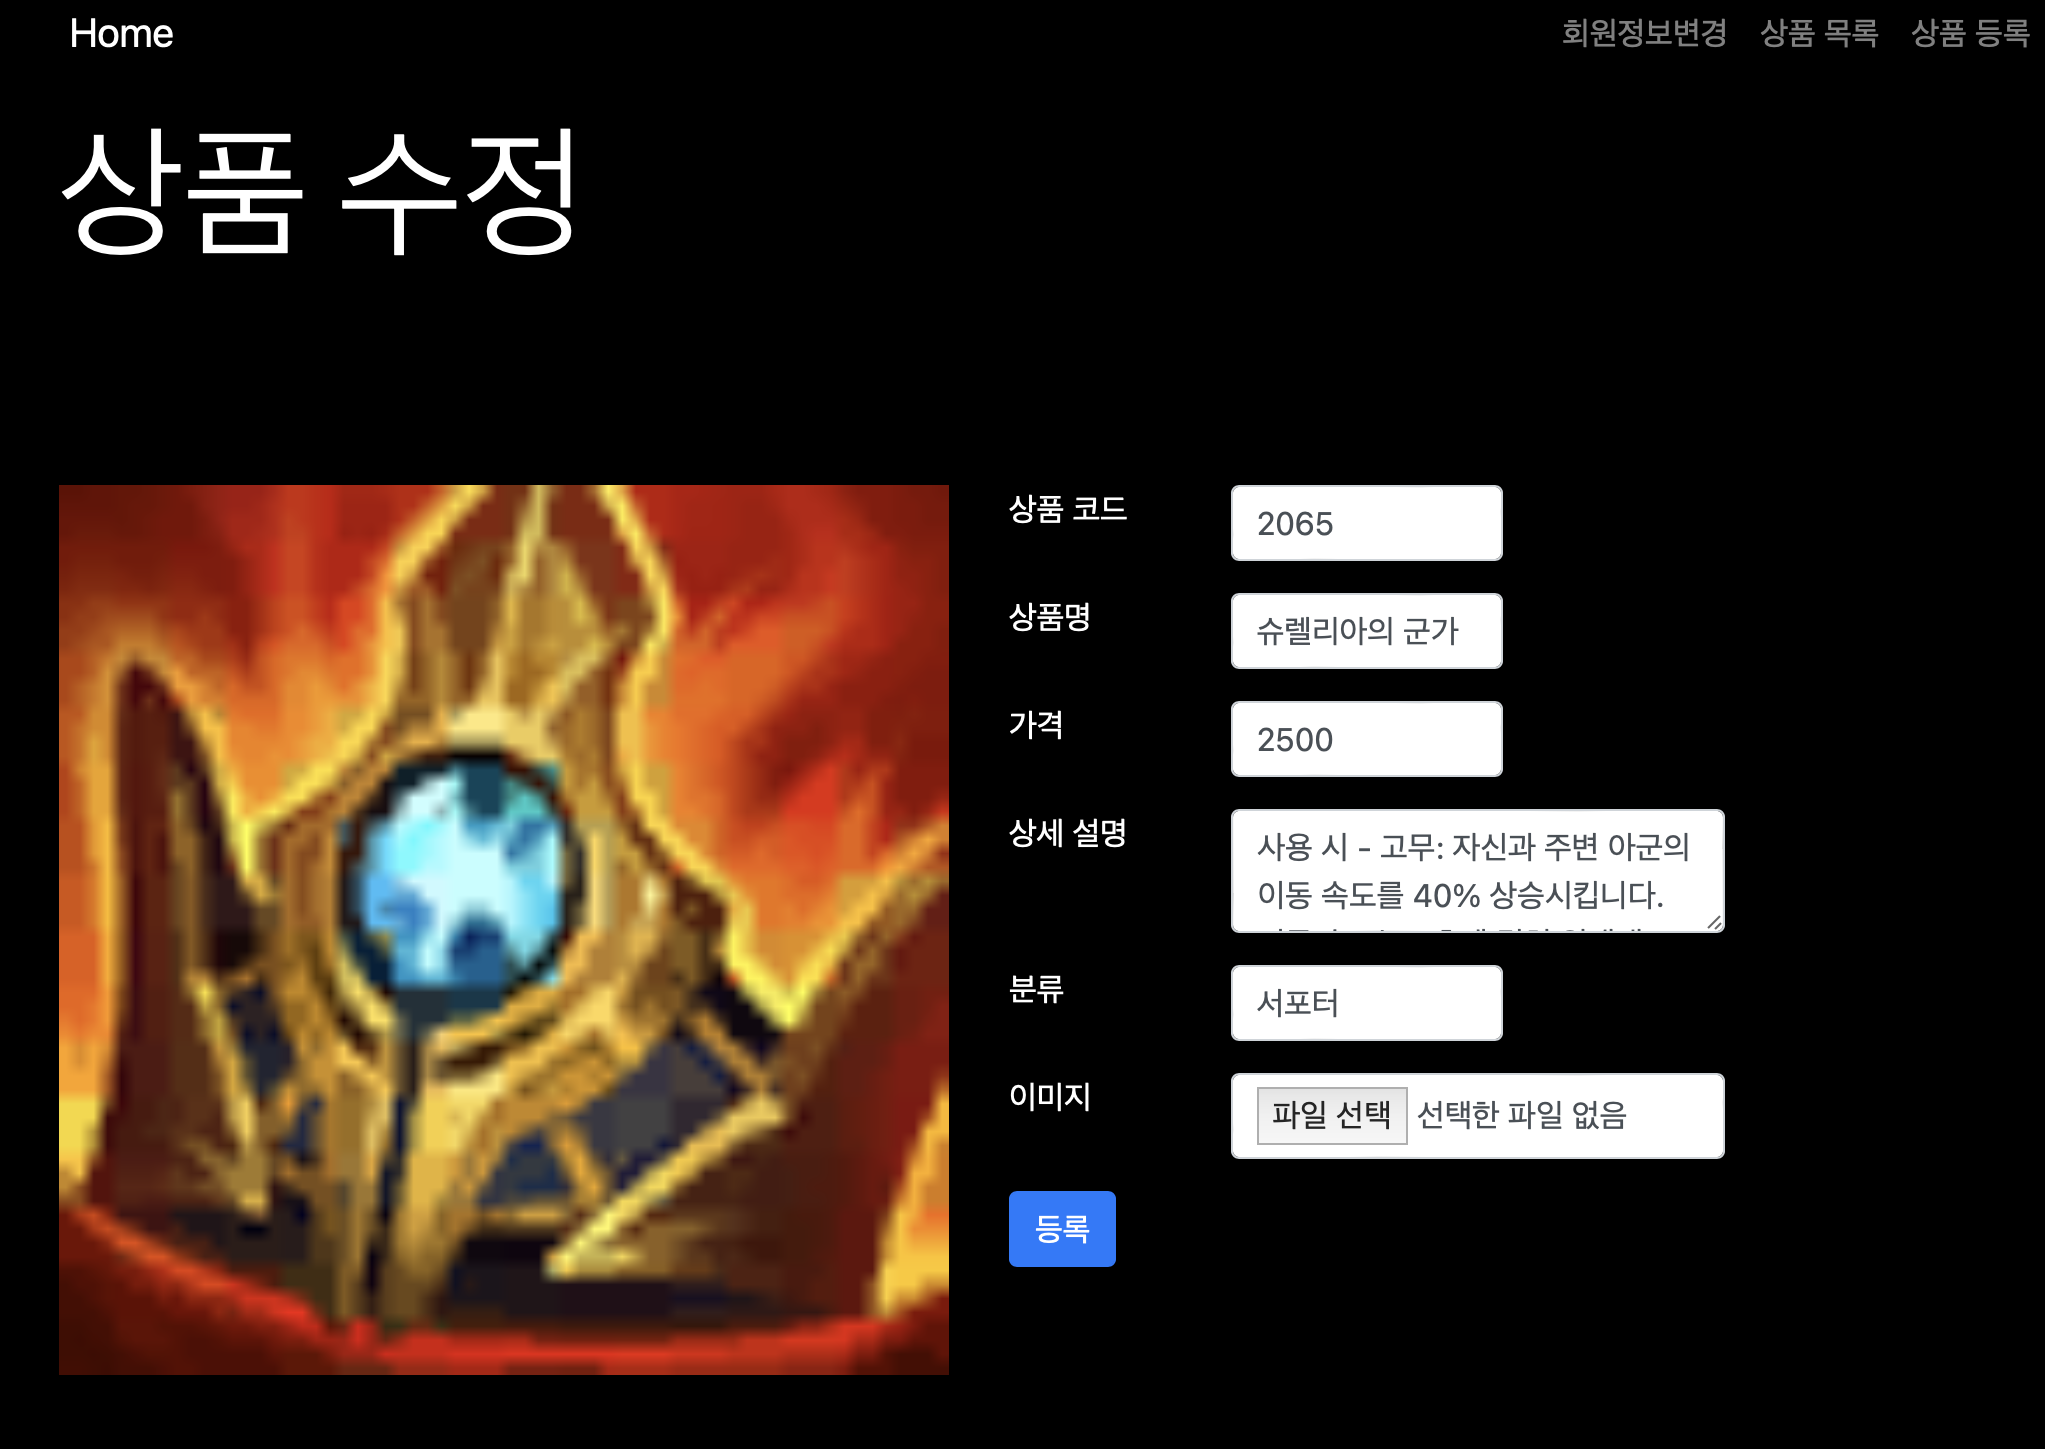 Home
회원정보변경 상품 목록 상품 등록
상품 수정
상품 코드
2065
상품명
슈렐리아의 군가
가격
2500
상세 설명
사용 시 - 고무: 자신과 주변 아군의
이동 속도를 40% 상승시킵니다.
분류
서포터
이미지
파일 선택 선택한 파일 없음
등록